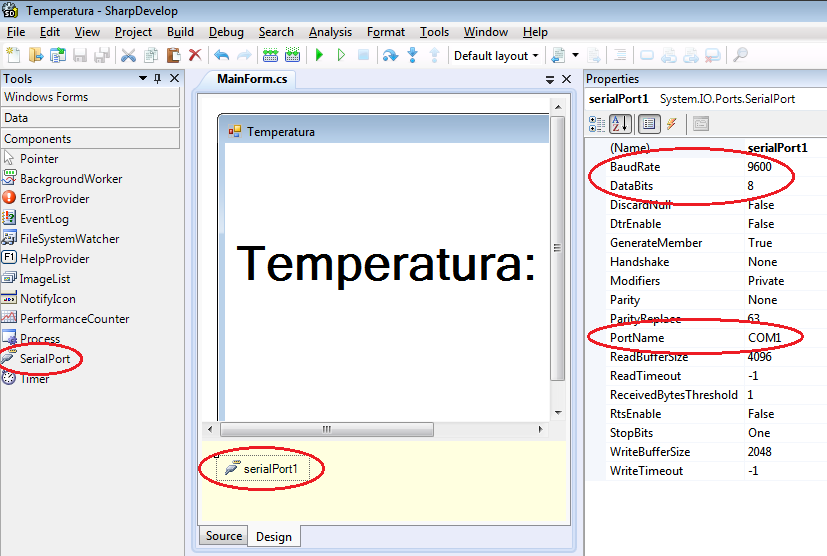 Temperatura - SharpDevelop
File Edit View Project Build Debug Search Analysis Format Tools Window Help
Default layout
Tools
Windows Forms
Data
Components
Pointer
BackgroundWorker
ErrorProvider
EventLog
FileSystemWatcher
HelpProvider
ImageList
NotifyIcon
PerformanceCounter
Process
SerialPort
Timer
MainForm.cs
Temperatura
Temperatura:
serialPort1
Source Design
Properties
serialPort1 System.IO.Ports.SerialPort
(Name) serialPort1
BaudRate 9600
DataBits 8
DiscardNull False
DtrEnable False
GenerateMember True
Handshake None
Modifiers Private
Parity None
ParityReplace 63
PortName COM1
ReadBufferSize 4096
ReadTimeout -1
ReceivedBytesThreshold 1
RtsEnable False
StopBits One
WriteBufferSize 2048
WriteTimeout -1